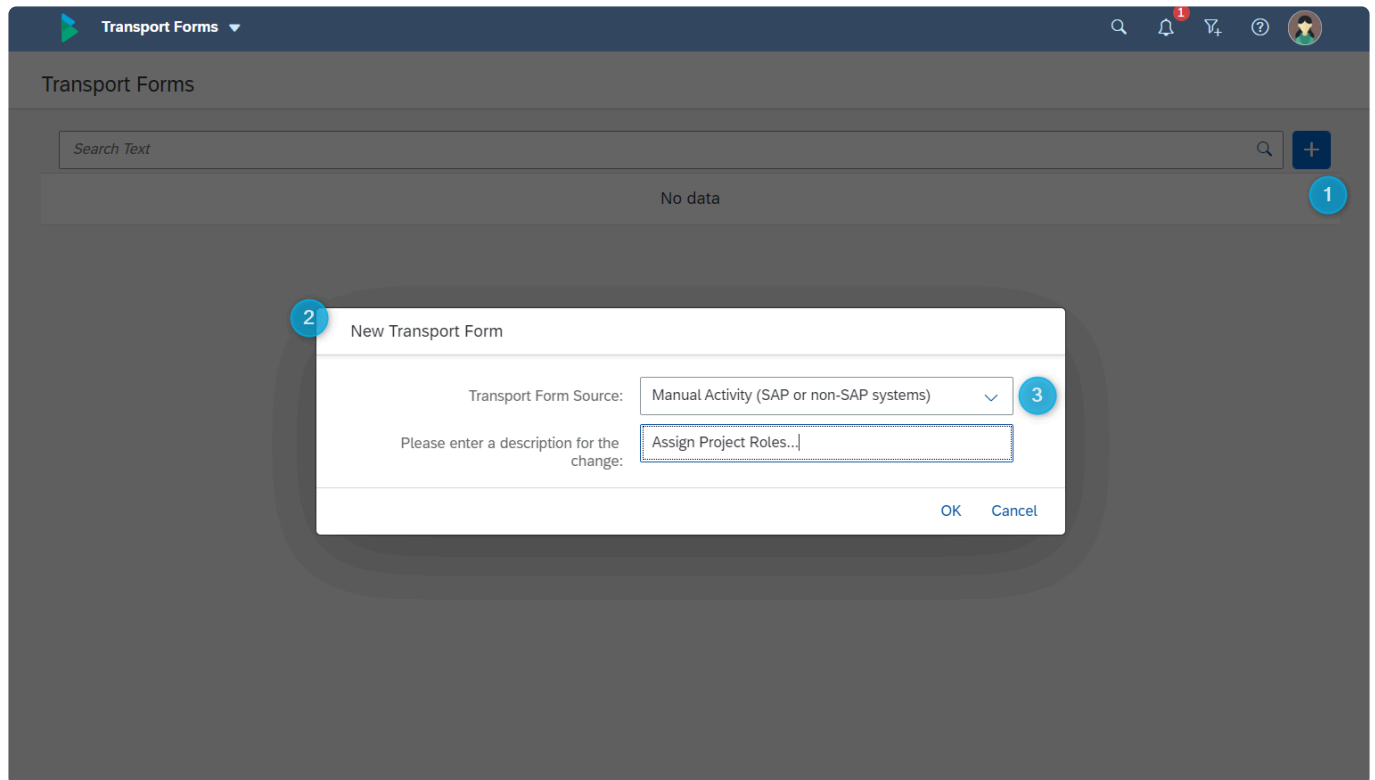 Transport Forms
1
Transport Forms
Search Text
No data
1
2
New Transport Form
Transport Form Source:
Manual Activity (SAP or non-SAP systems)
3
Please enter a description for the
change:
Assign Project Roles...
OK
Cancel